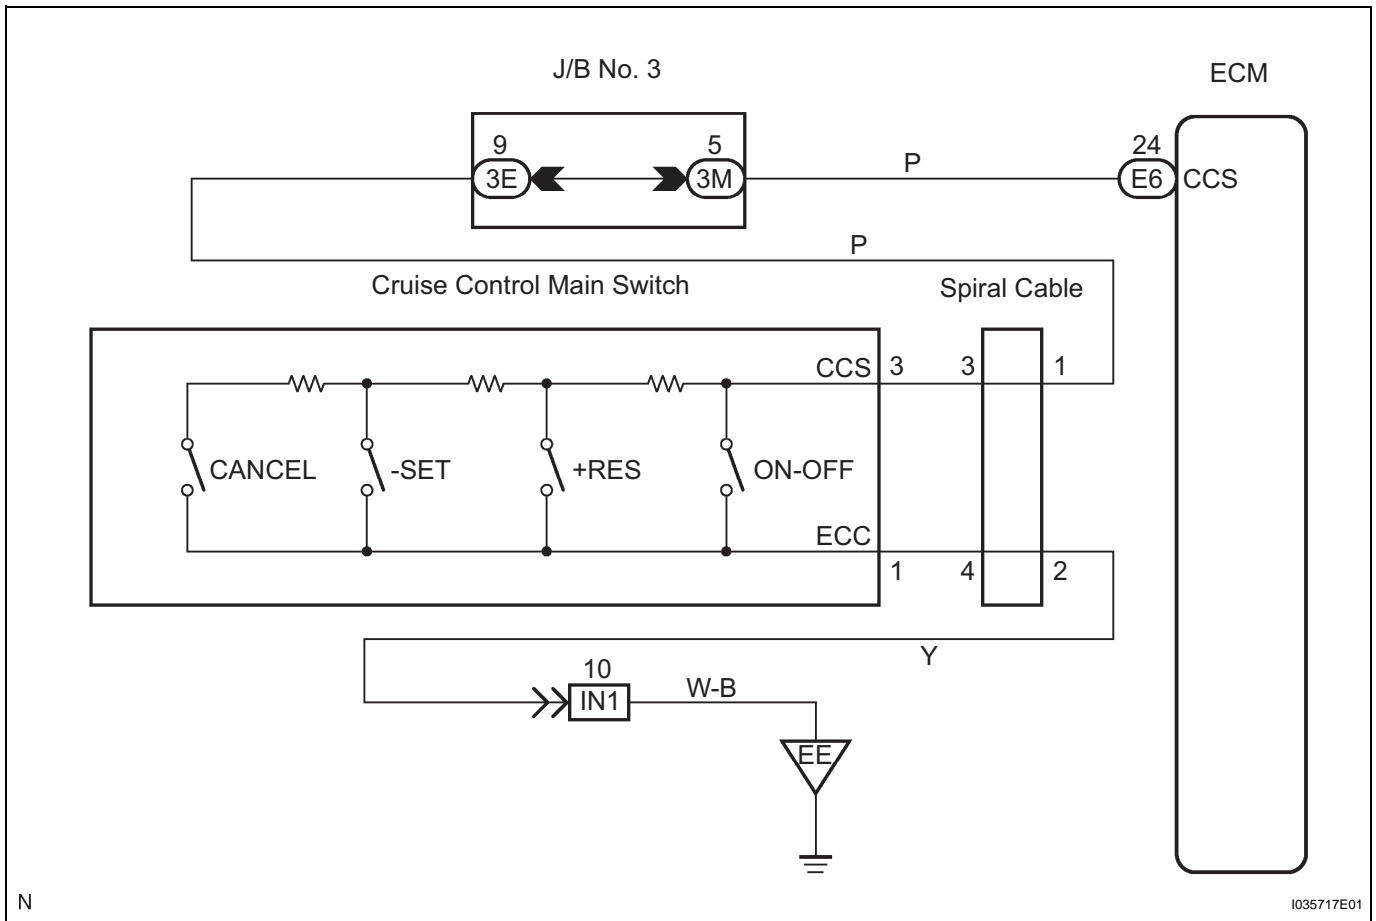 J/B No. 3
ECM
9
5
24
3E
3M
P
E6
CCS
P
Cruise Control Main Switch
Spiral Cable
CCS
3
3
1
CANCEL
-SET
+RES
ON-OFF
ECC
1
4
2
Y
10
IN1
W-B
EE
N
I035717E01